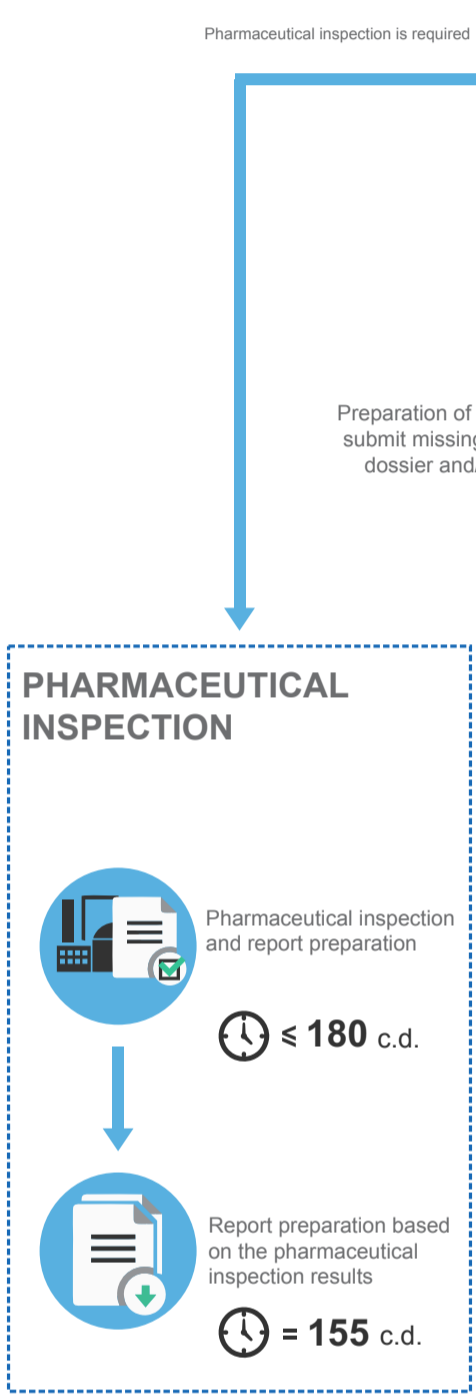 Pharmaceutical inspection is required
Preparation of
submit missing
dossier and/
PHARMACEUTICAL
INSPECTION
Pharmaceutical inspection
and report preparation
⩽ 180 c.d.
Report preparation based
on the pharmaceutical
inspection results
= 155 c.d.